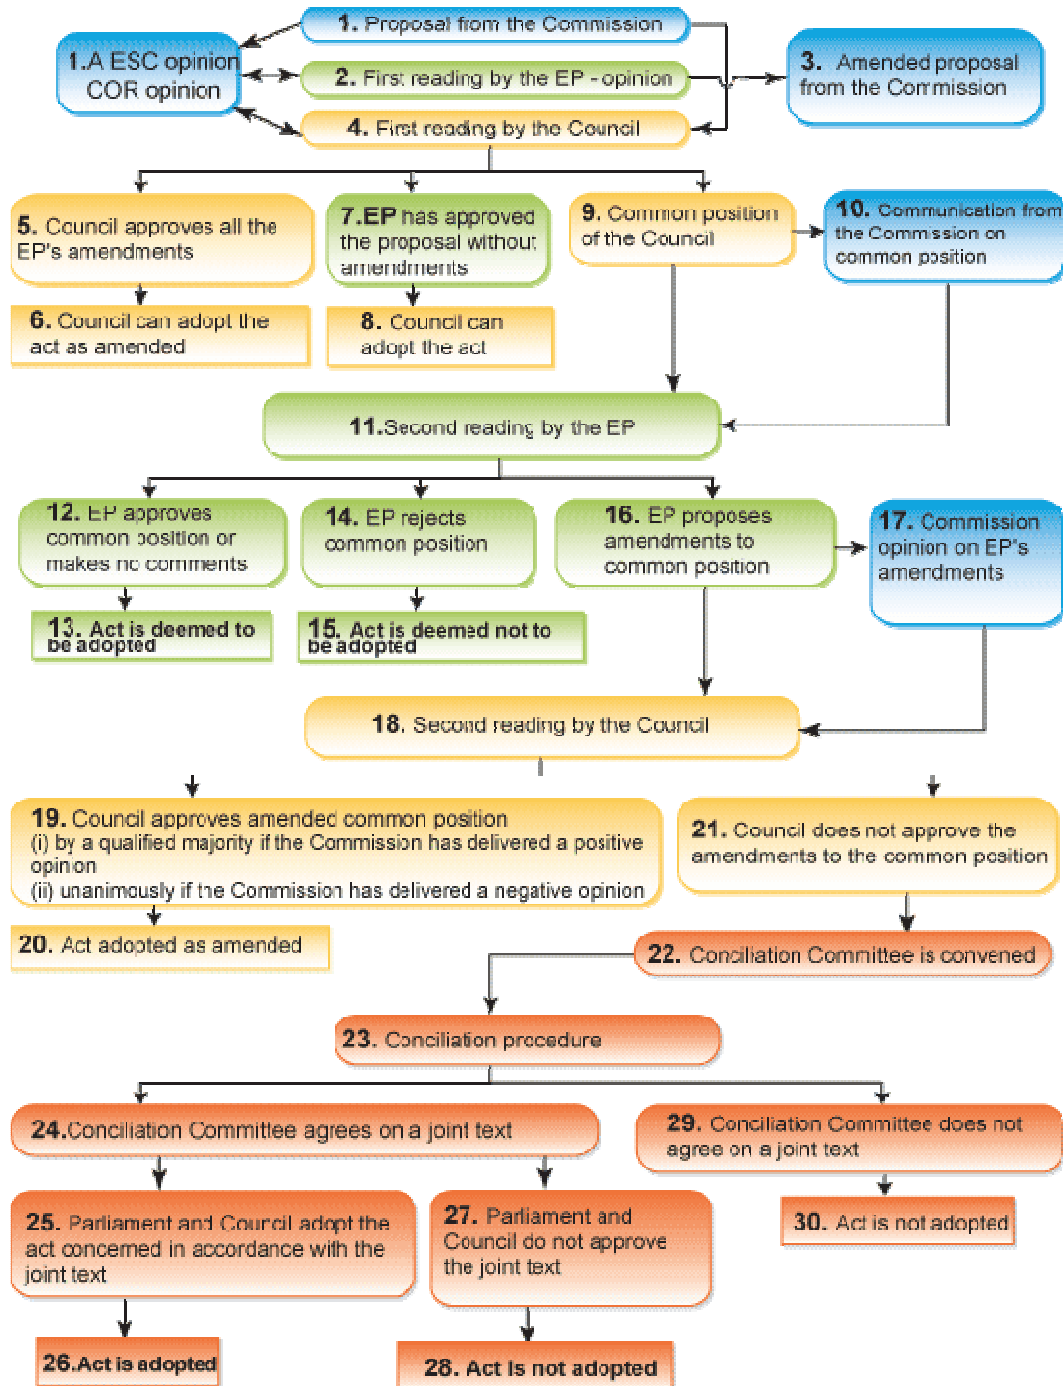 1. Proposal from the Commission
1.A ESC opinion
COR opinion
2. First reading by the EP - opinion
3. Amended proposal
from the Commission
4. First reading by the Council
5. Council approves all the
EP's amendments
7.EP has approved
the proposal without
amendments
9. Common position
of the Council
10. Communication from
the Commission on
common position
6. Council can adopt the
act as amended
8. Council can
adopt the act
11.Second reading by the EP
12. EP approves
common position or
makes no comments
14. EP rejects
common position
16. EP proposes
amendments to
common position
17. Commission
opinion on EP's
amendments
13. Act is deemed to
be adopted
15. Act is deemed not to
be adopted
18. Second reading by the Council
19. Council approves amended common position
(i) by a qualified majority if the Commission has delivered a positive
opinion
(ii) unanimously if the Commission has delivered a negative opinion
21. Council does not approve the
amendments to the common position
20. Act adopted as amended
22. Conciliation Committee is convened
23. Conciliation procedure
24.Conciliation Committee agrees on a joint text
29. Conciliation Committee does not
agree on a joint text
25. Parliament and Council adopt the
act concerned in accordance with the
joint text
27. Parliament and
Council do not approve
the joint text
30. Act is not adopted
26.Act is adopted
28. Act is not adopted